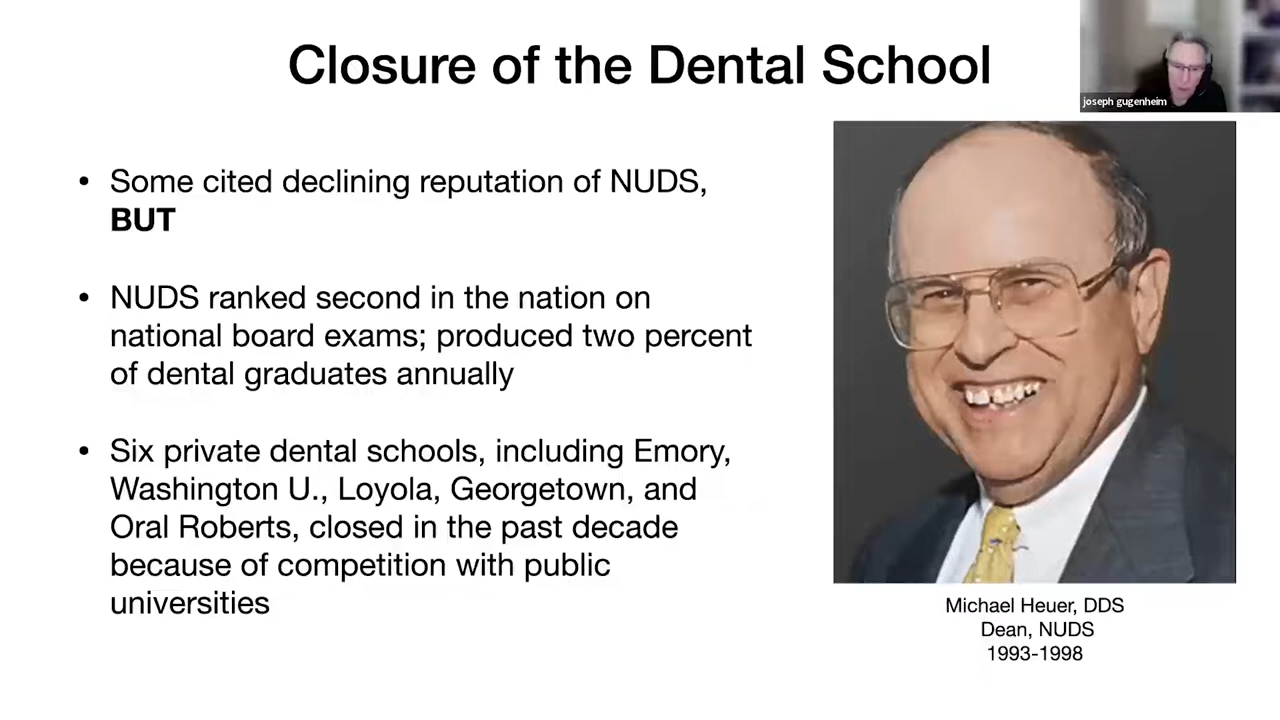 Closure of the Dental School
joseph gugenheim
• Some cited declining reputation of NUDS,
BUT
• NUDS ranked second in the nation on
national board exams; produced two percent
of dental graduates annually
• Six private dental schools, including Emory,
Washington U., Loyola, Georgetown, and
Oral Roberts, closed in the past decade
because of competition with public
universities
Michael Heuer, DDS
Dean, NUDS
1993-1998